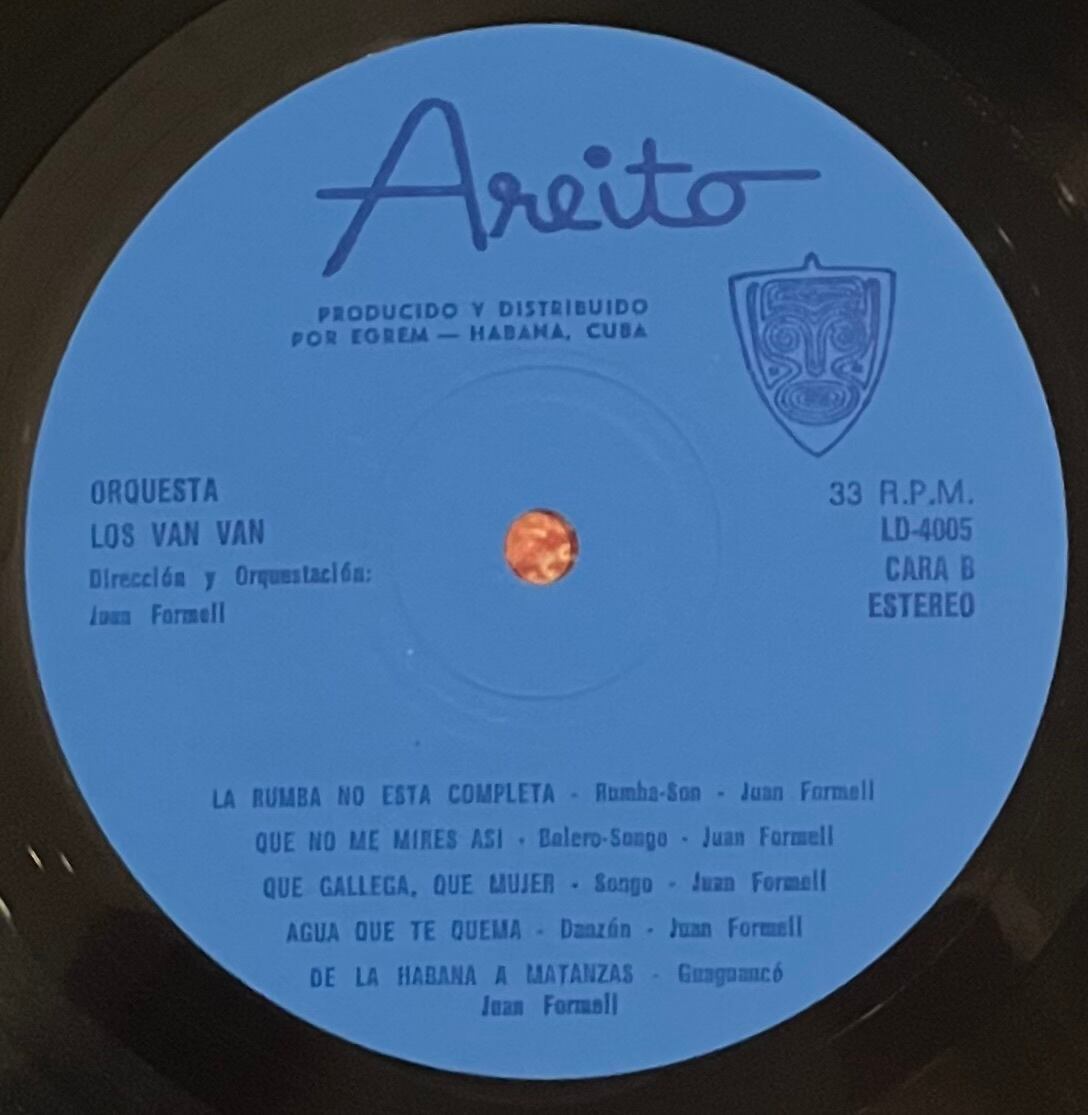 Areito
PRODUCIDO Y DISTRIBUIDO
POR EGREM — HABANA, CUBA
ORQUESTA
LOS VAN VAN
Dirección y Orquestación:
Juan Formell
33 R.P.M.
LD-4005
CARA B
ESTEREO
LA RUMBA NO ESTA COMPLETA - Rumba-Son - Juan Formell
QUE NO ME MIRES ASI - Bolero-Songo - Juan Formell
QUE GALLEGA, QUE MUJER - Songo - Juan Formell
AGUA QUE TE QUEMA - Danzón - Juan Formell
DE LA HABANA A MATANZAS - Guaguancó
Juan Formell